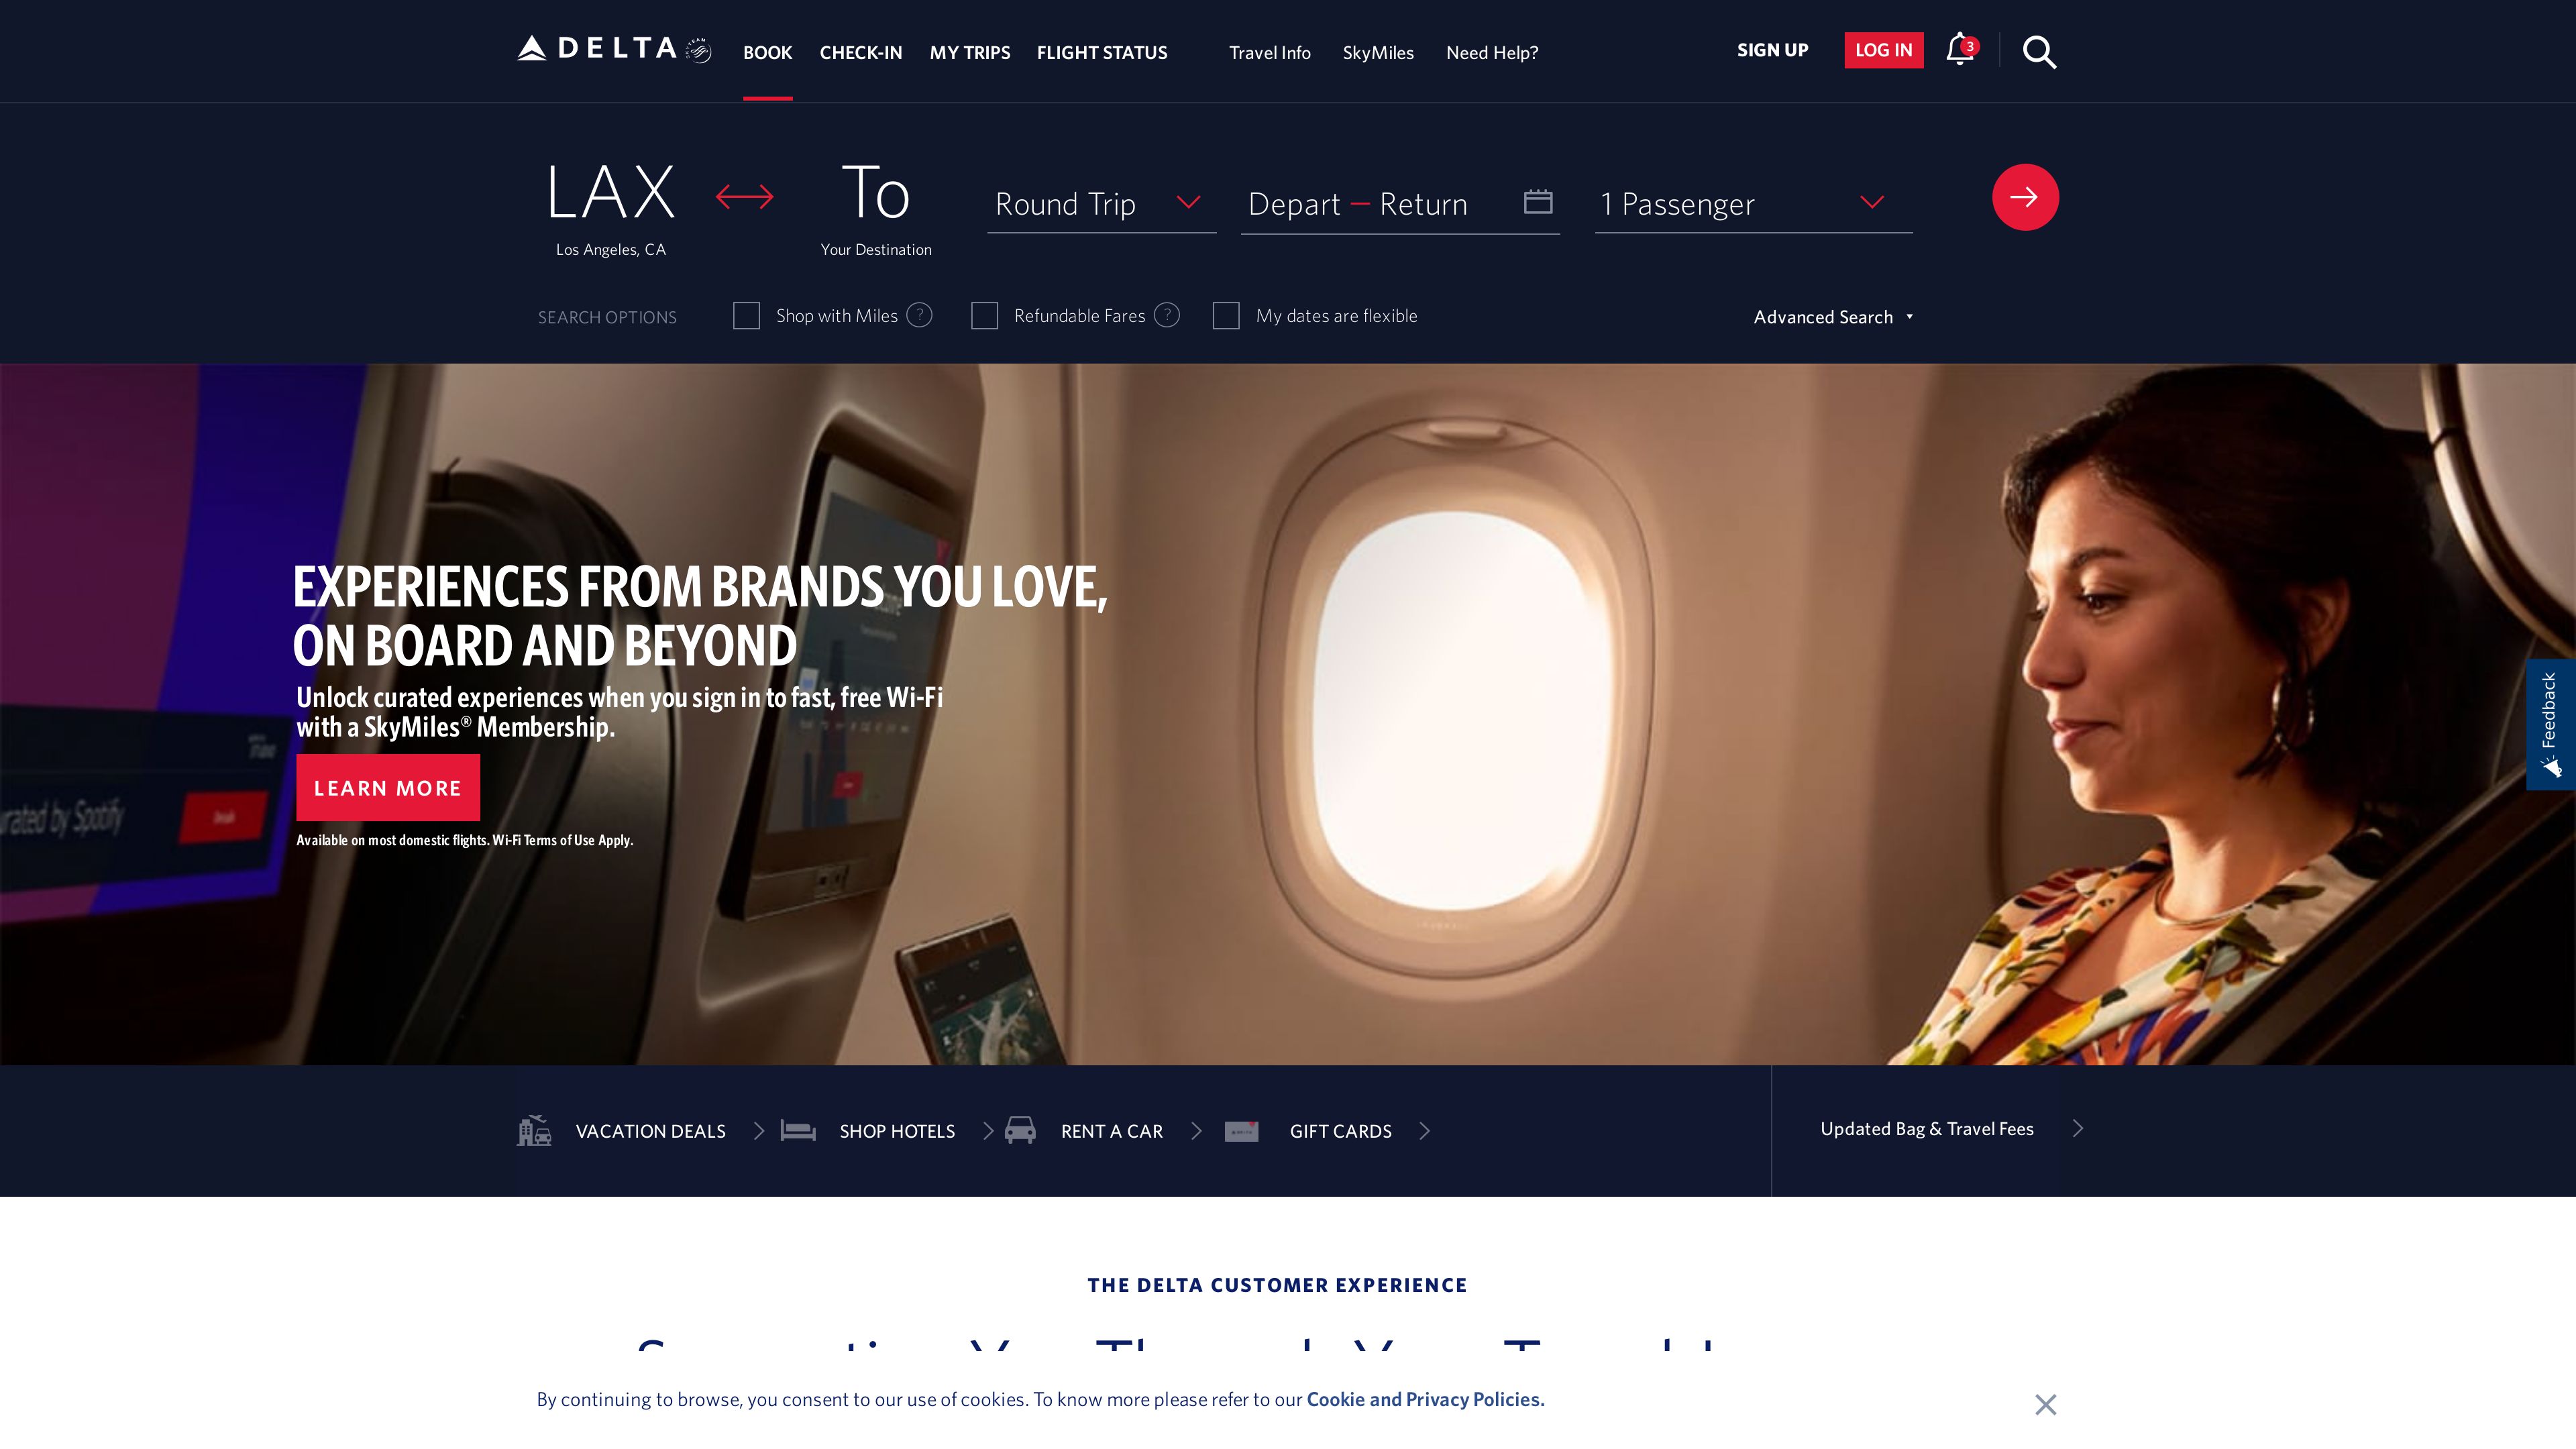 DELTA
BOOK
CHECK-IN
MY TRIPS
FLIGHT STATUS
Travel Info
SkyMiles
Need Help?
SIGN UP
LOG IN
3
LAX
Los Angeles, CA
To
Your Destination
Round Trip
Depart — Return
1 Passenger
SEARCH OPTIONS
Shop with Miles ?
Refundable Fares ?
My dates are flexible
Advanced Search
EXPERIENCES FROM BRANDS YOU LOVE,
ON BOARD AND BEYOND
Unlock curated experiences when you sign in to fast, free Wi-Fi
with a SkyMiles® Membership.
LEARN MORE
by Spotify
Available on most domestic flights. Wi-Fi Terms of Use Apply.
Feedback
VACATION DEALS
SHOP HOTELS
RENT A CAR
GIFT CARDS
Updated Bag & Travel Fees
THE DELTA CUSTOMER EXPERIENCE
By continuing to browse, you consent to our use of cookies. To know more please refer to our Cookie and Privacy Policies.